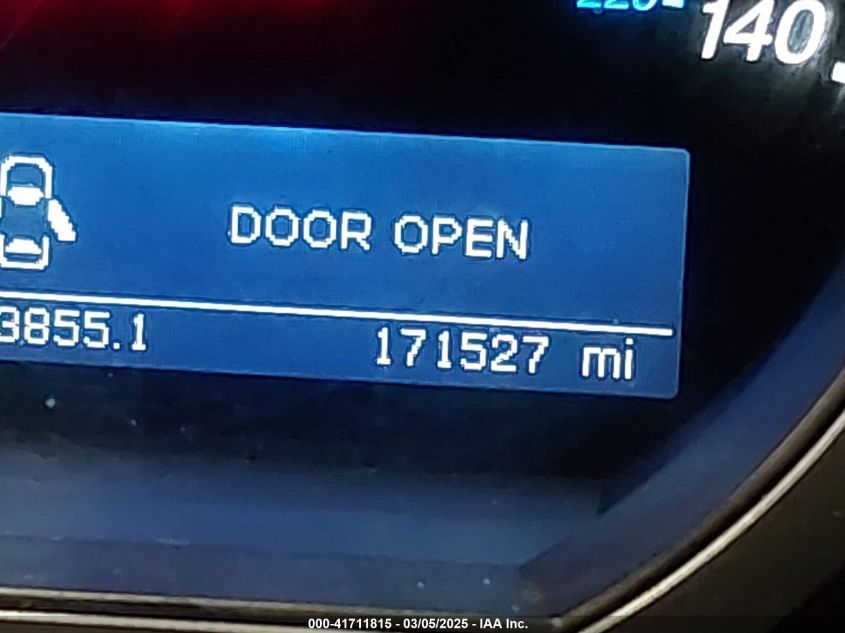 140
DOOR OPEN
3855.1 171527 mi
000-41711815 - 03/05/2025 - IAA Inc.